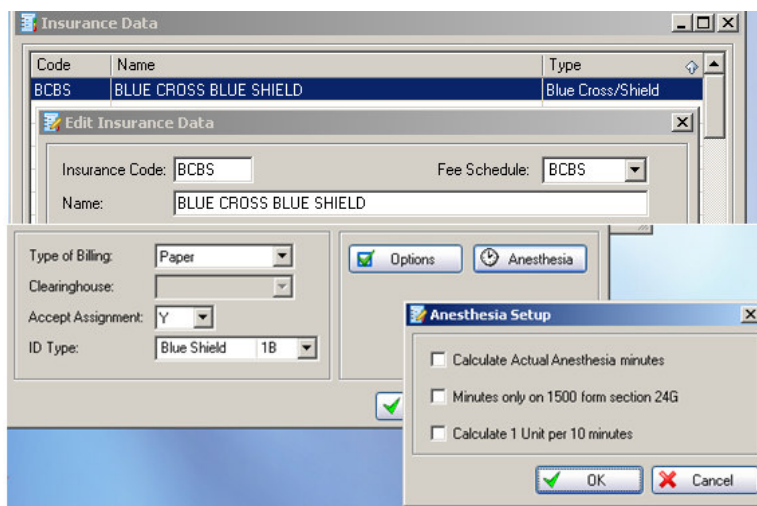 Insurance Data
Code Name Type
BCBS BLUE CROSS BLUE SHIELD Blue Cross/Shield
Edit Insurance Data
Insurance Code: BCBS Fee Schedule: BCBS
Name: BLUE CROSS BLUE SHIELD
Type of Billing: Paper Options Anesthesia
Clearinghouse:
Accept Assignment: Y
ID Type: Blue Shield 1B
Anesthesia Setup
Calculate Actual Anesthesia minutes
Minutes only on 1500 form section 24G
Calculate 1 Unit per 10 minutes
OK Cancel